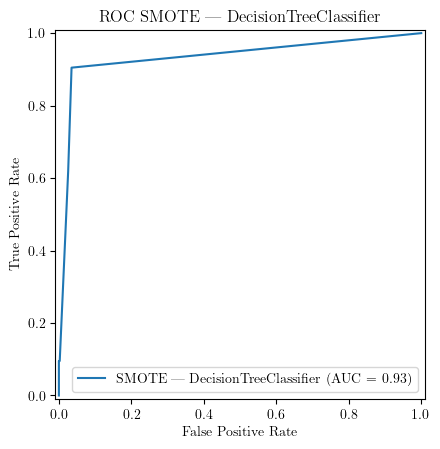 ROC SMOTE — DecisionTreeClassifier
1.0
0.8
0.6
0.4
0.2
0.0
True Positive Rate
SMOTE — DecisionTreeClassifier (AUC = 0.93)
0.0 0.2 0.4 0.6 0.8 1.0
False Positive Rate